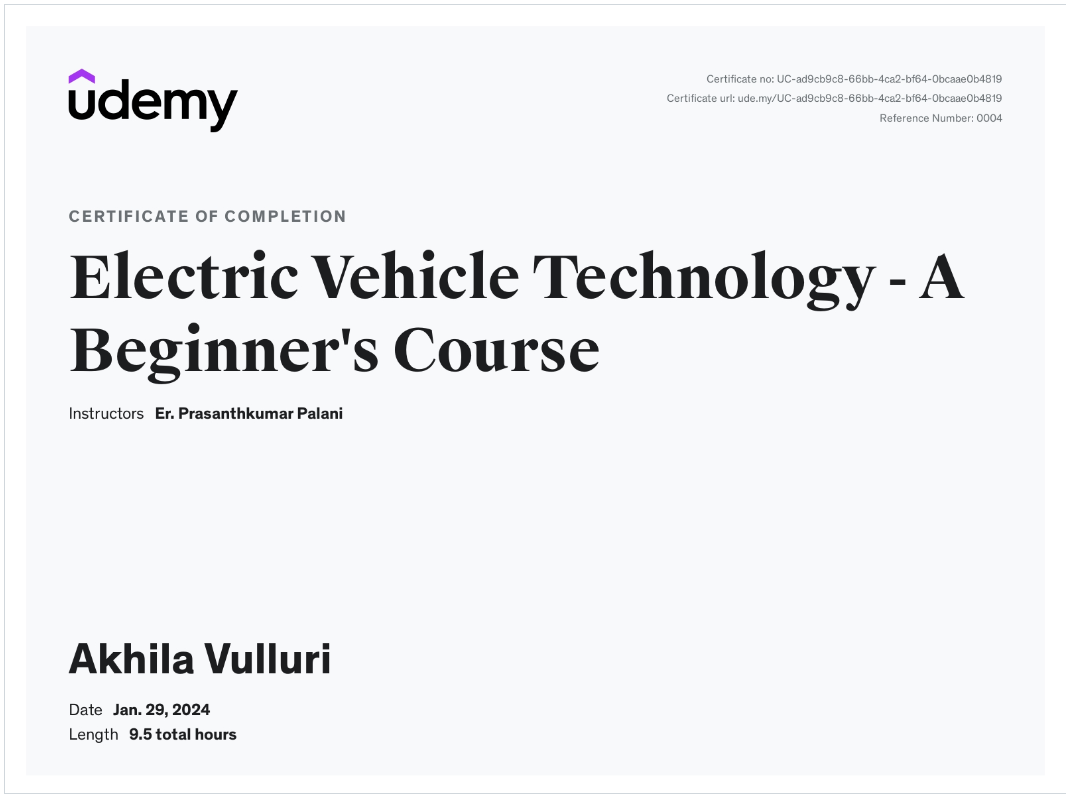 udemy
Certificate no: UC-ad9cb9c8-66bb-4ca2-bf64-0bcaae0b4819
Certificate url: ude.my/UC-ad9cb9c8-66bb-4ca2-bf64-0bcaae0b4819
Reference Number: 0004
CERTIFICATE OF COMPLETION
Electric Vehicle Technology - A
Beginner's Course
Instructors Er. Prasanthkumar Palani
Akhila Vulluri
Date Jan. 29, 2024
Length 9.5 total hours